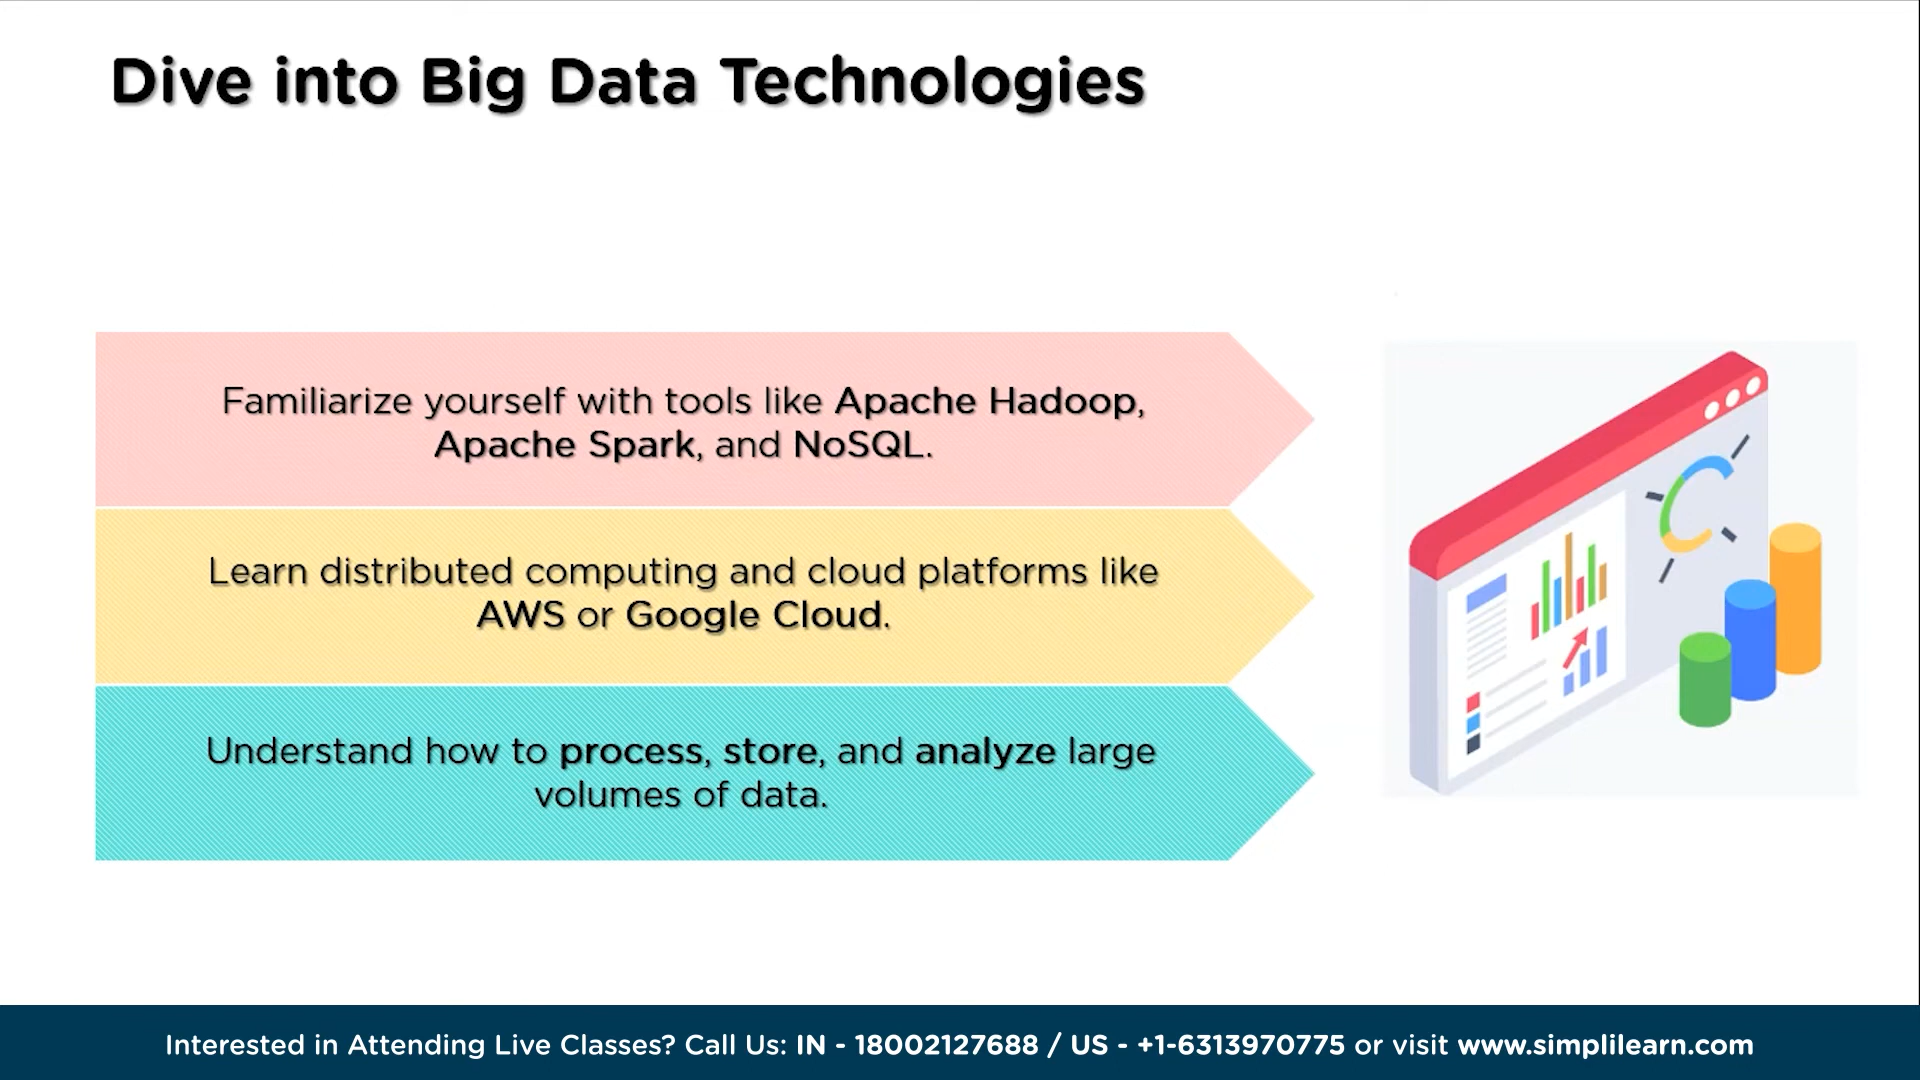 Dive into Big Data Technologies
Familiarize yourself with tools like Apache Hadoop,
Apache Spark, and NoSQL.
Learn distributed computing and cloud platforms like
AWS or Google Cloud.
Understand how to process, store, and analyze large
volumes of data.
Interested in Attending Live Classes? Call Us: IN - 18002127688 / US - +1-6313970775 or visit www.simplilearn.com